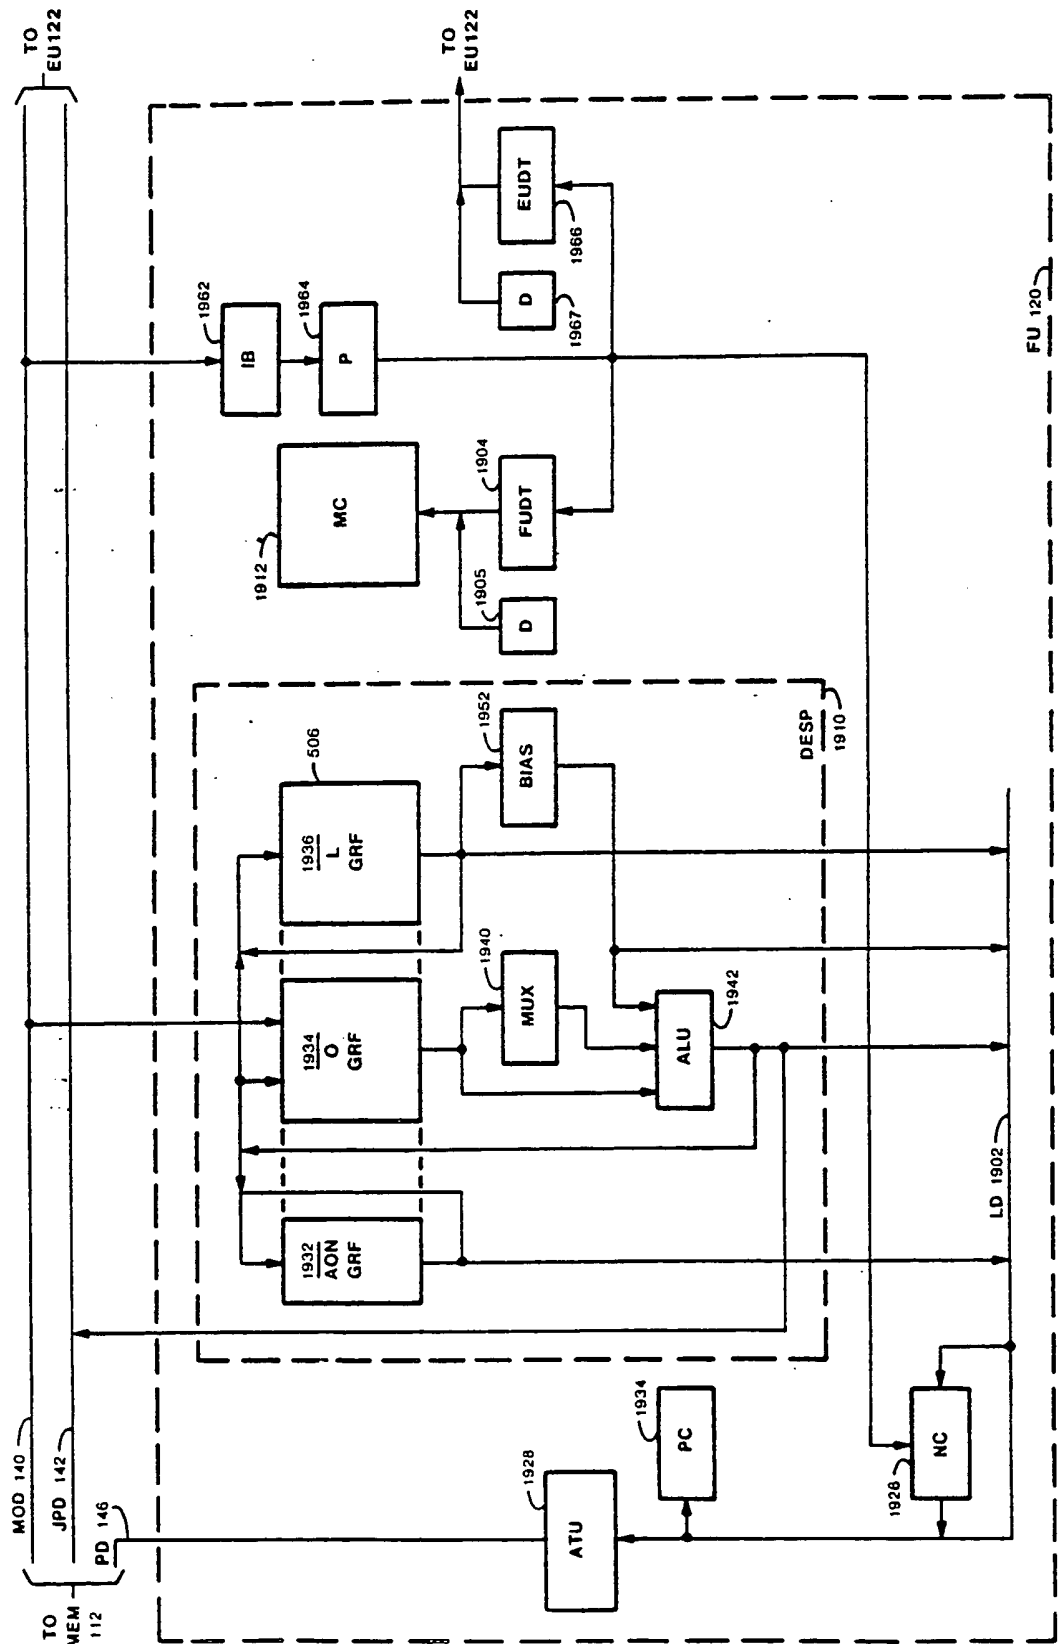 TO
MEM
112
MOD 140
JPD 142
PD 146
TO
EU122
ATU
1928
PC
1934
NC
1926
LD 1902
1932
AON
GRF
1934
O
GRF
1936
L
GRF
506
MUX
1940
ALU
1942
BIAS
1952
DESP
1910
MC
1912
D
1905
FUDT
1904
IB
1962
P
1964
D
1967
EUDT
1966
TO
EU122
FU 120